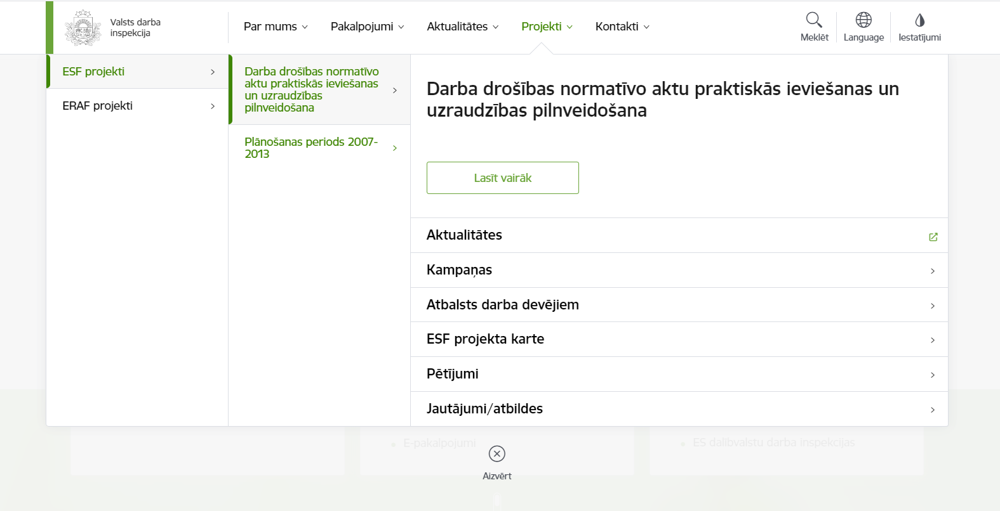 Valsts darba
inspekcija
Par mums
Pakalpojumi
Aktualitātes
Projekti
Kontakti
Meklēt
Language
Iestatījumi
ESF projekti
ERAF projekti
Darba drošības normatīvo
aktu praktiskās ieviešanas
un uzraudzības
pilnveidošana
Plānošanas periods 2007-
2013
Darba drošības normatīvo aktu praktiskās ieviešanas un
uzraudzības pilnveidošana
Lasīt vairāk
Aktualitātes
Kampaņas
Atbalsts darba devējiem
ESF projekta karte
Pētījumi
Jautājumi/atbildes
E-pakalpojumi
ES dalībvalstu darba inspekcijas
Aizvērt